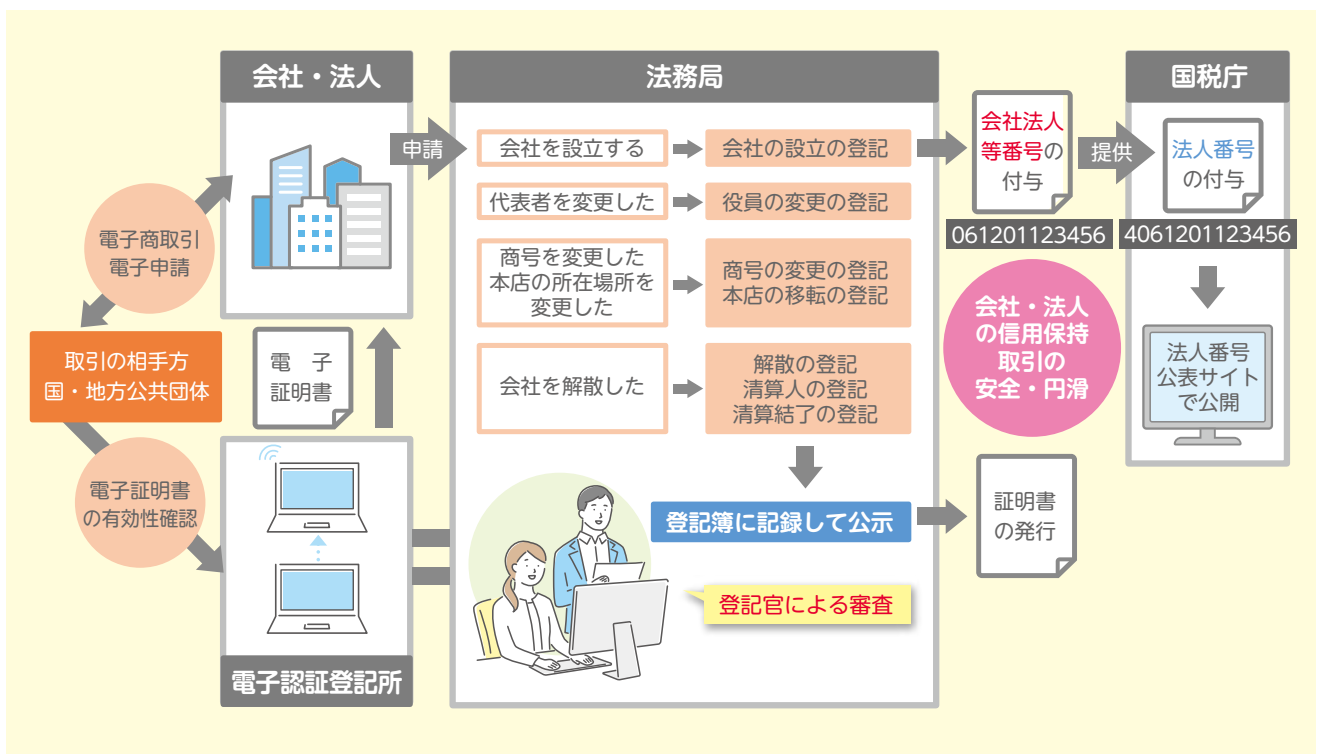 会社・法人
法務局
国税庁
申請
会社を設立する
会社の設立の登記
代表者を変更した
役員の変更の登記
商号を変更した
本店の所在場所を
変更した
商号の変更の登記
本店の移転の登記
会社を解散した
解散の登記
清算人の登記
清算結了の登記
登記簿に記録して公示
登記官による審査
会社法人
等番号の
付与
061201123456
提供
法人番号
の付与
4061201123456
法人番号
公表サイト
で公開
会社・法人
の信用保持
取引の
安全・円滑
証明書
の発行
電子商取引
電子申請
取引の相手方
国・地方公共団体
電子証明書
の有効性確認
電 子
証明書
電子認証登記所